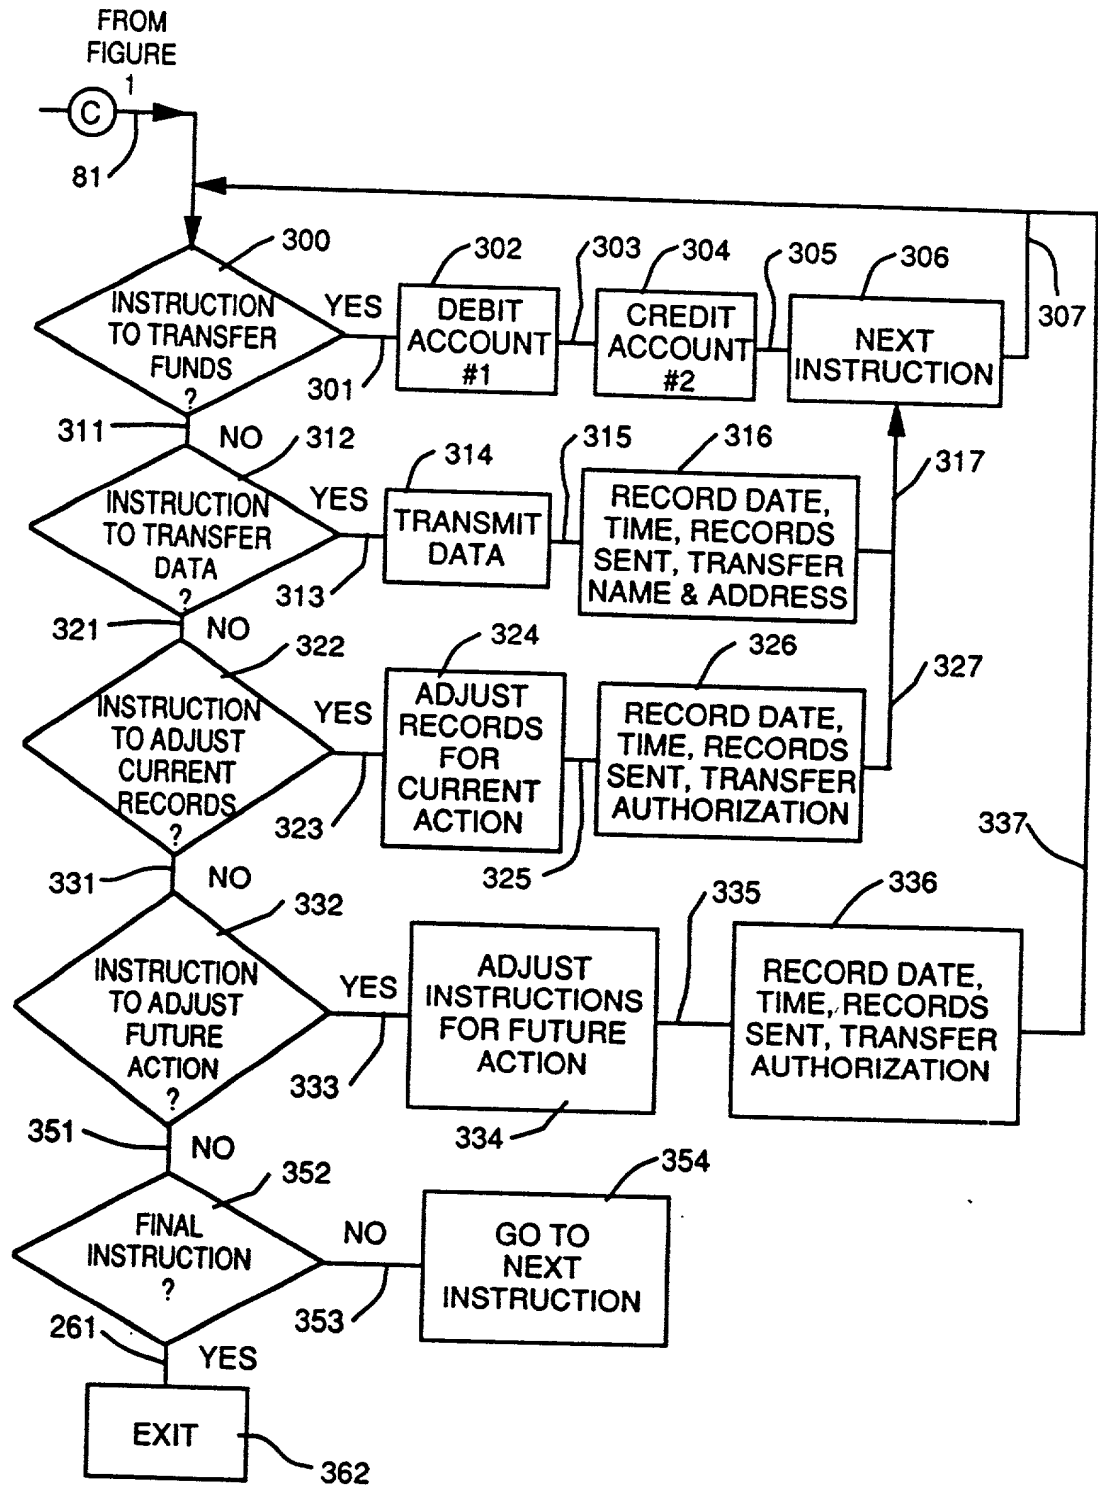 FROM
FIGURE
1
C
81
300
302
303
304
305
306
307
INSTRUCTION
TO TRANSFER
FUNDS
?
YES
301
DEBIT
ACCOUNT
#1
CREDIT
ACCOUNT
#2
NEXT
INSTRUCTION
311
NO
312
314
315
316
317
INSTRUCTION
TO TRANSFER
DATA
?
YES
313
TRANSMIT
DATA
RECORD DATE,
TIME, RECORDS
SENT, TRANSFER
NAME & ADDRESS
321
NO
322
324
326
327
INSTRUCTION
TO ADJUST
CURRENT
RECORDS
?
YES
323
ADJUST
RECORDS
FOR
CURRENT
ACTION
325
RECORD DATE,
TIME, RECORDS
SENT, TRANSFER
AUTHORIZATION
337
331
NO
332
335
336
INSTRUCTION
TO ADJUST
FUTURE
ACTION
?
YES
333
ADJUST
INSTRUCTIONS
FOR FUTURE
ACTION
334
RECORD DATE,
TIME, RECORDS
SENT, TRANSFER
AUTHORIZATION
351
NO
352
354
FINAL
INSTRUCTION
?
NO
353
GO TO
NEXT
INSTRUCTION
261
YES
EXIT
362